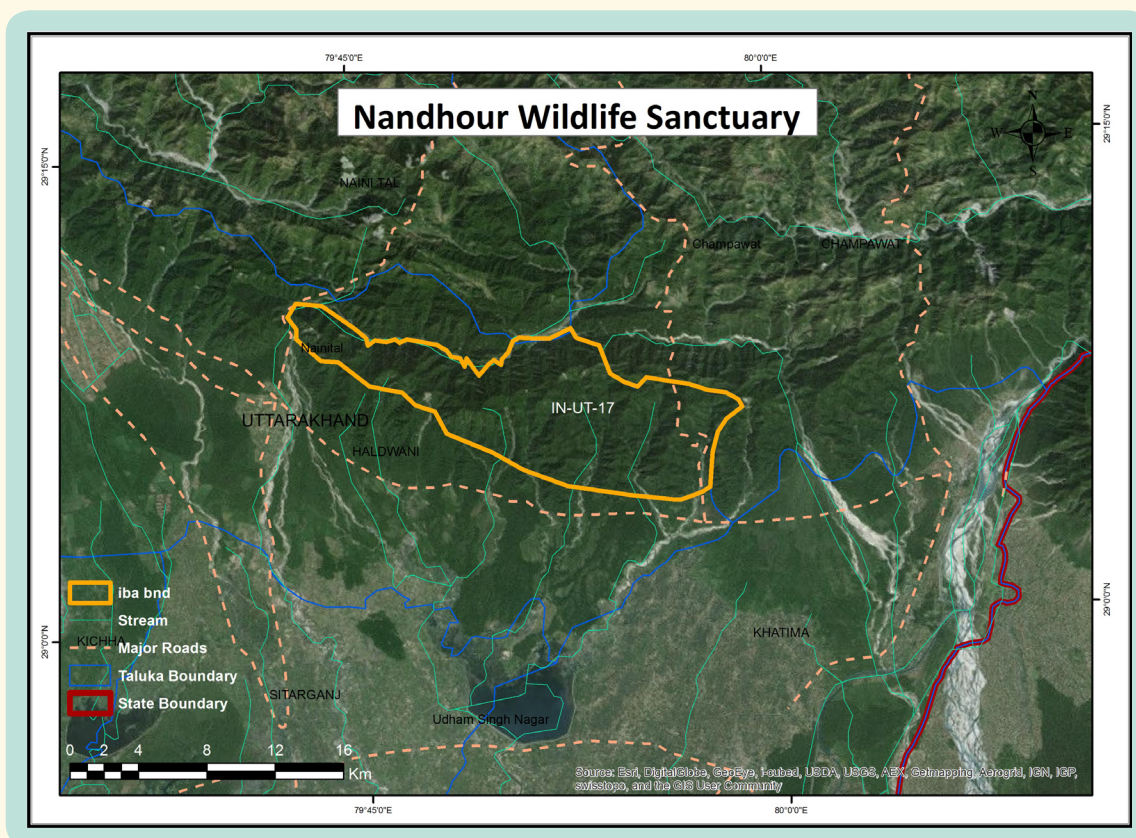 79°45'0"E
80°0'0"E
Nandhour Wildlife Sanctuary
N
W
E
S
29°15'0"N
29°15'0"N
NAINI TAL
Champawat
CHAMPAWAT
Nainital
IN-UT-17
UTTARAKHAND
HALDWANI
iba bnd
Stream
KICHHA
Major Roads
Taluka Boundary
State Boundary
29°0'0"N
29°0'0"N
KHATIMA
SITARGANJ
Udham Singh Nagar
0 2 4 8 12 16
Km
Source: Esri, DigitalGlobe, GeoEye, i-cubed, USDA, USGS, AEX, Getmapping, Aerogrid, IGN, IGP,
swisstopo, and the GIS User Community
79°45'0"E
80°0'0"E